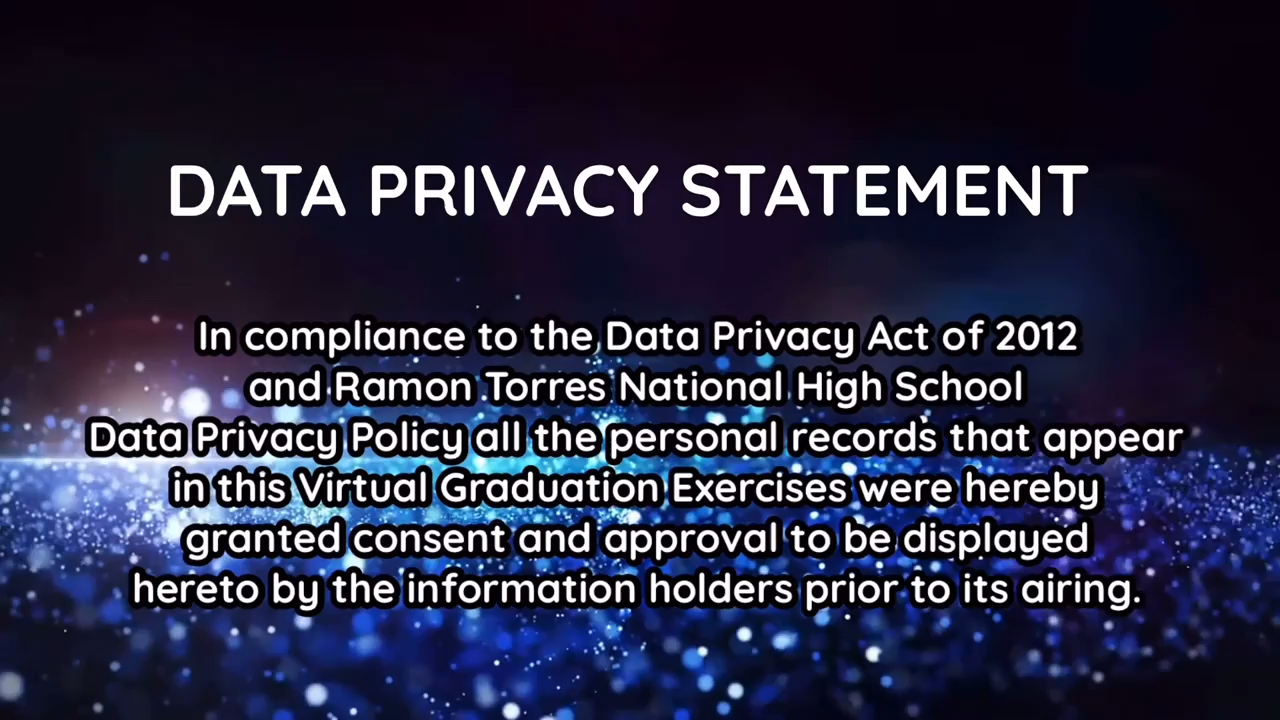 DATA PRIVACY STATEMENT
In compliance to the Data Privacy Act of 2012
and Ramon Torres National High School
Data Privacy Policy all the personal records that appear
in this Virtual Graduation Exercises were hereby
granted consent and approval to be displayed
hereto by the information holders prior to its airing.